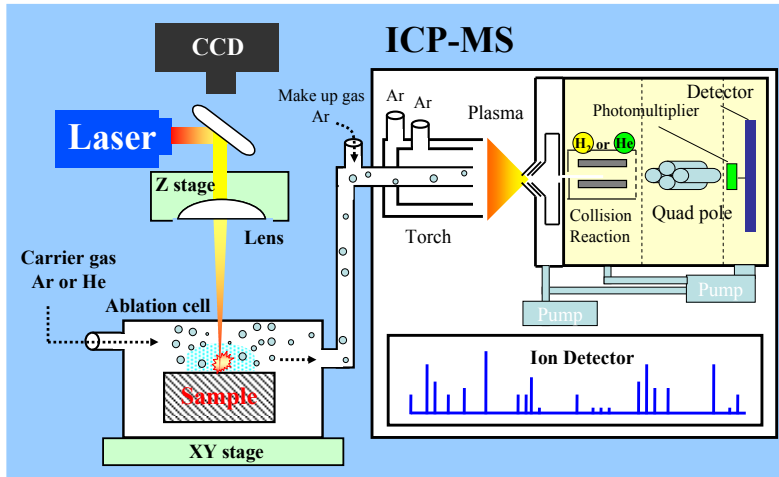 CCD
ICP-MS
Laser
Make up gas
Ar
Ar
Ar
Plasma
Detector
Photomultiplier
H2 or He
Z stage
Lens
Torch
Collision
Reaction
Quad pole
Carrier gas
Ar or He
Ablation cell
Pump
Pump
Sample
XY stage
Ion Detector